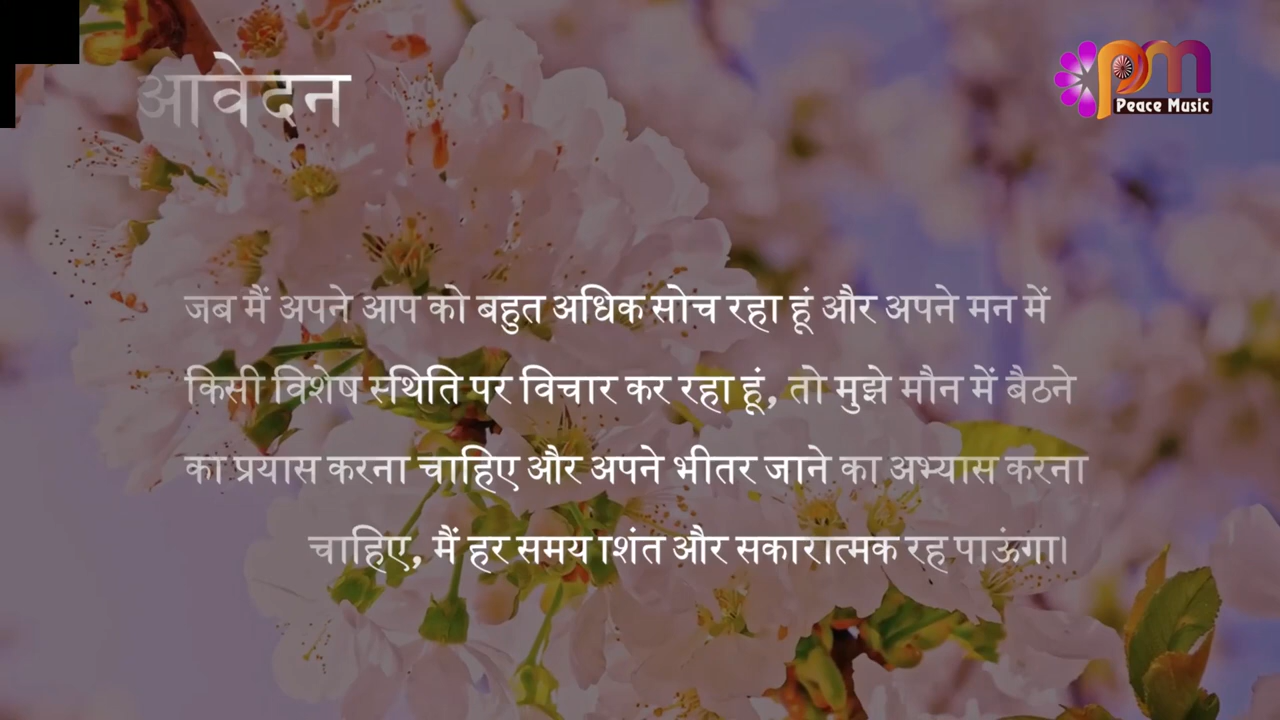 आवेदन
pm
Peace Music
जब मैं अपने आप को बहुत अधिक सोच रहा हूं और अपने मन में
किसी विशेष स्थिति पर विचार कर रहा हूं, तो मुझे मौन में बैठने
का प्रयास करना चाहिए और अपने भीतर जाने का अभ्यास करना
चाहिए, मैं हर समय शांत और सकारात्मक रह पाऊंगा।